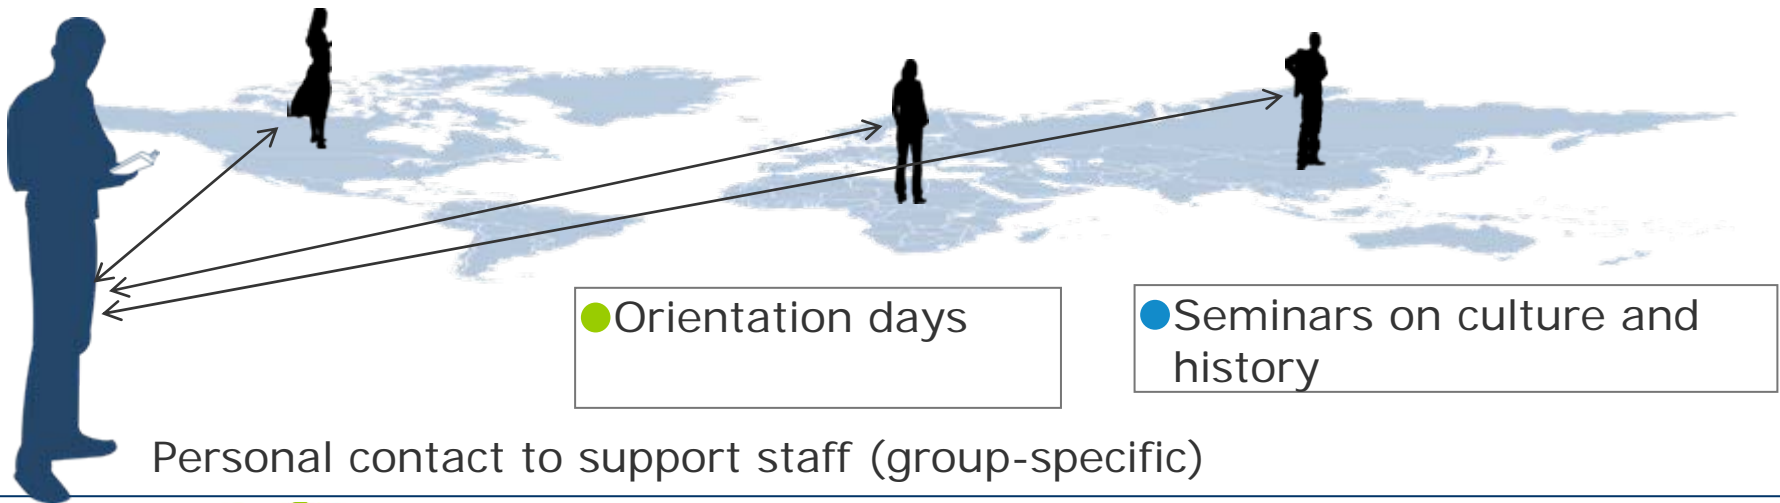 Orientation days
Seminars on culture and
history
Personal contact to support staff (group-specific)